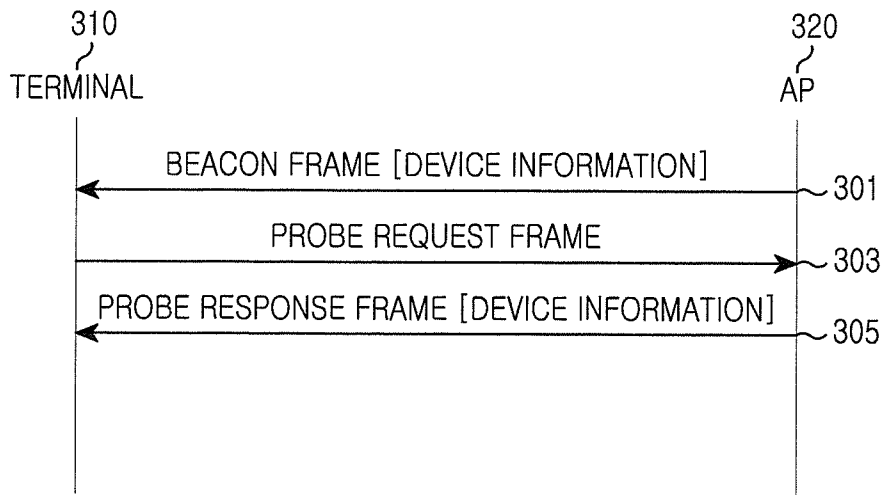 310 320
TERMINAL AP
BEACON FRAME [DEVICE INFORMATION]
301
PROBE REQUEST FRAME
303
PROBE RESPONSE FRAME [DEVICE INFORMATION]
305